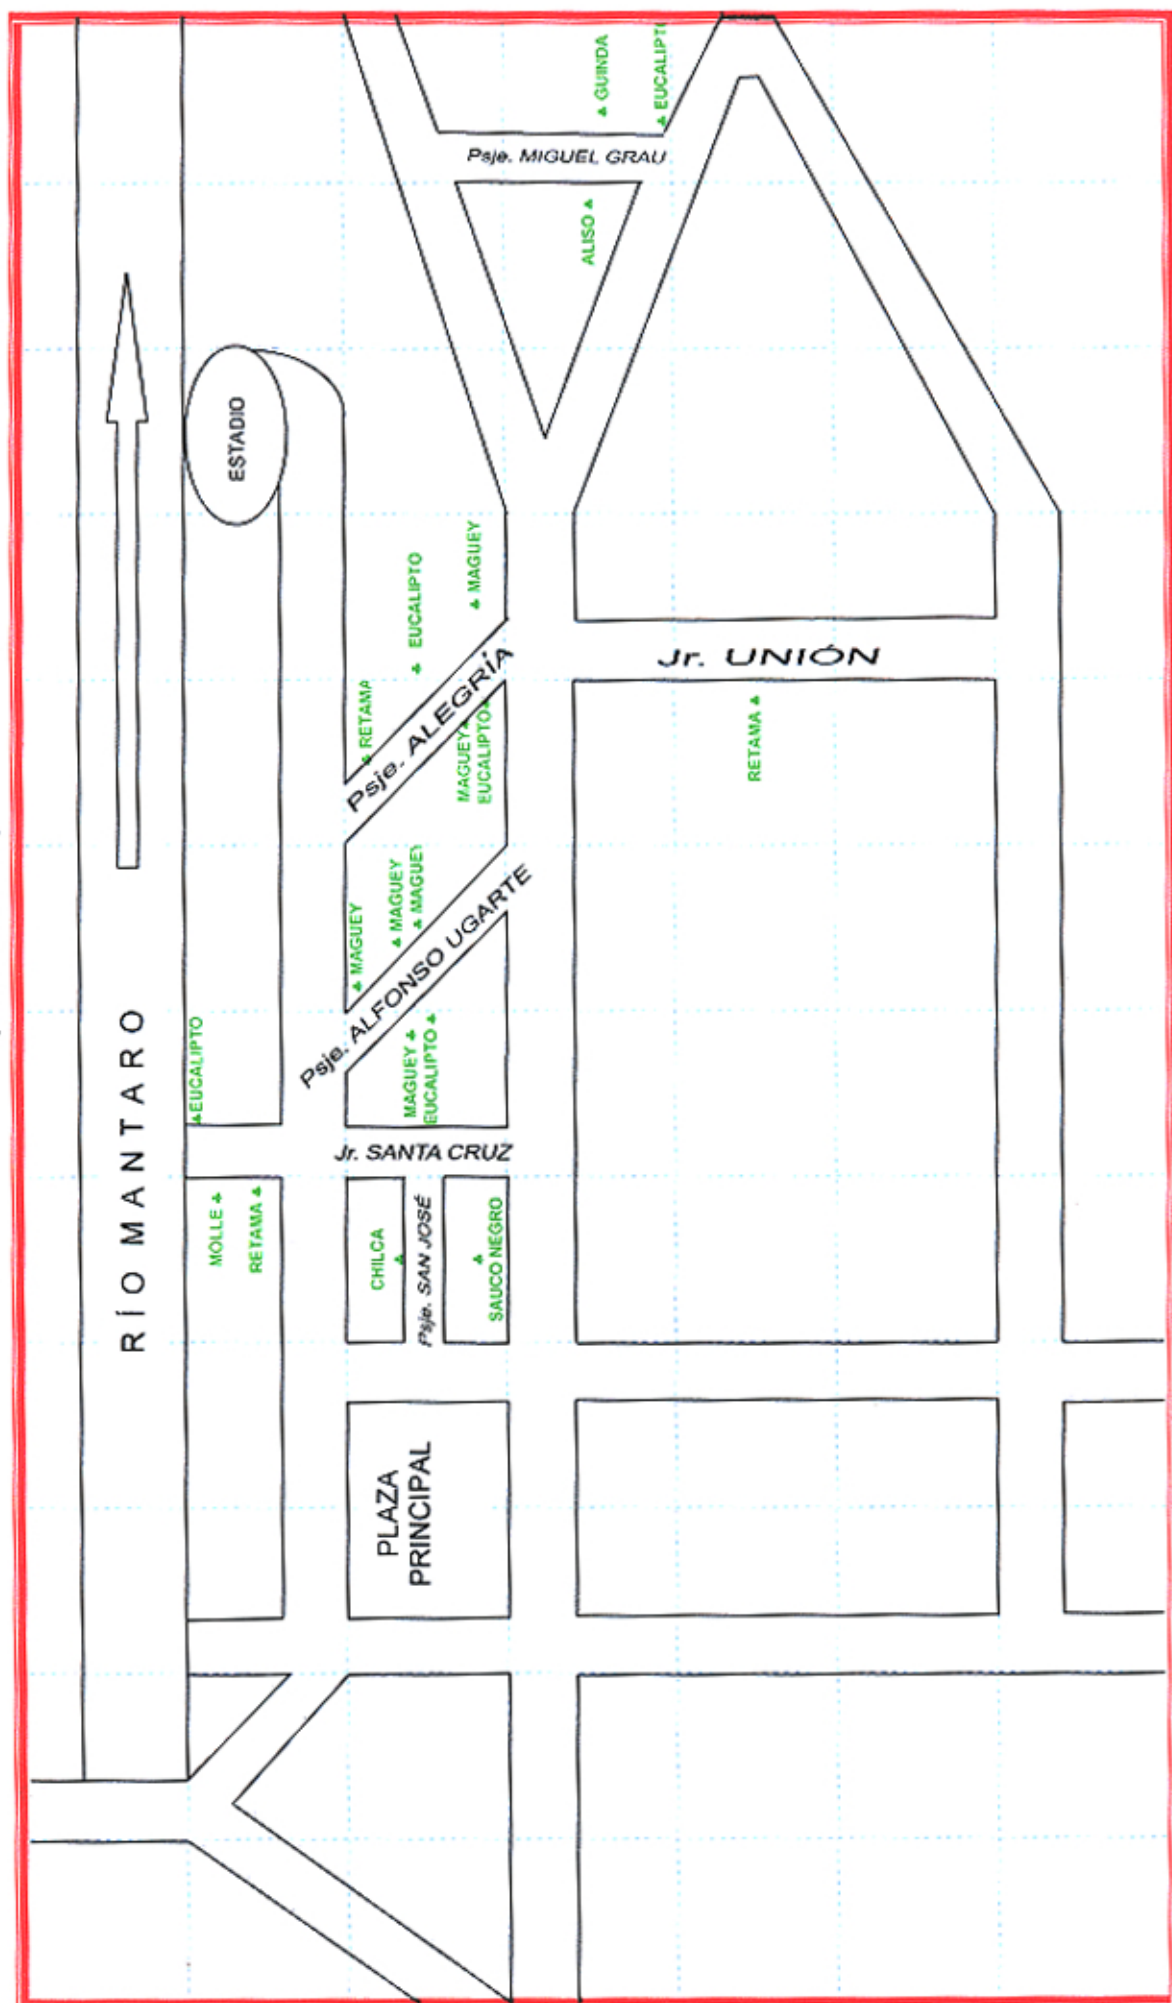 GUINDA
EUCALIPTO
Psje. MIGUEL GRAU
ALISO
ESTADIO
MAGUEY
EUCALIPTO
RETAMA
Psje. ALEGRÍA
Jr. UNIÓN
MAGUEY
EUCALIPTO
RETAMA
MAGUEY
MAGUEY
MAGUEY
Psje. ALFONSO UGARTE
MAGUEY
EUCALIPTO
EUCALIPTO
RÍO MANTARO
Jr. SANTA CRUZ
MOLLE
RETAMA
CHILCA
Psje. SAN JOSÉ
SAUCO NEGRO
PLAZA
PRINCIPAL